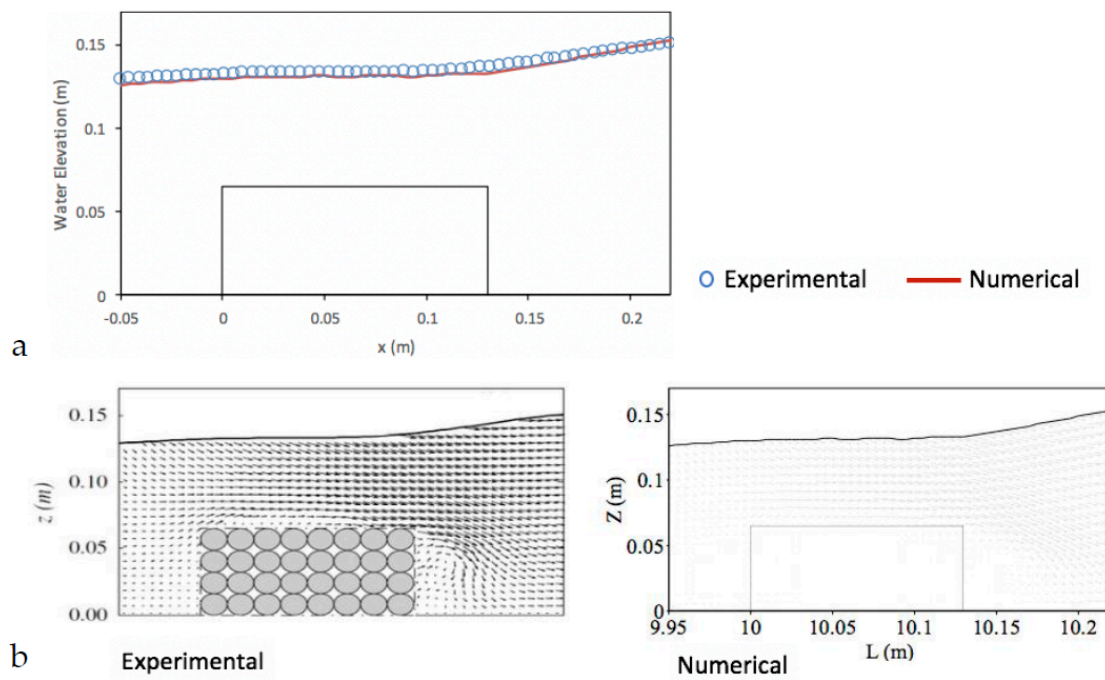 0.15
0.1
0.05
0
Water Elevation (m)
-0.05 0 0.05 0.1 0.15 0.2
x (m)
Experimental Numerical
a
0.15
0.10
0.05
0.00
z (m)
Experimental
0.15
0.1
0.05
0
Z (m)
9.95 10 10.05 10.1 10.15 10.2
L (m)
Numerical
b